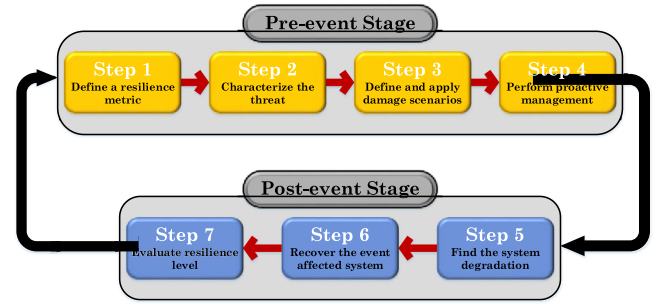 Pre-event Stage
Step 1
Define a resilience
metric
Step 2
Characterize the
threat
Step 3
Define and apply
damage scenarios
Step 4
Perform proactive
management
Post-event Stage
Step 7
Evaluate resilience
level
Step 6
Recover the event
affected system
Step 5
Find the system
degradation